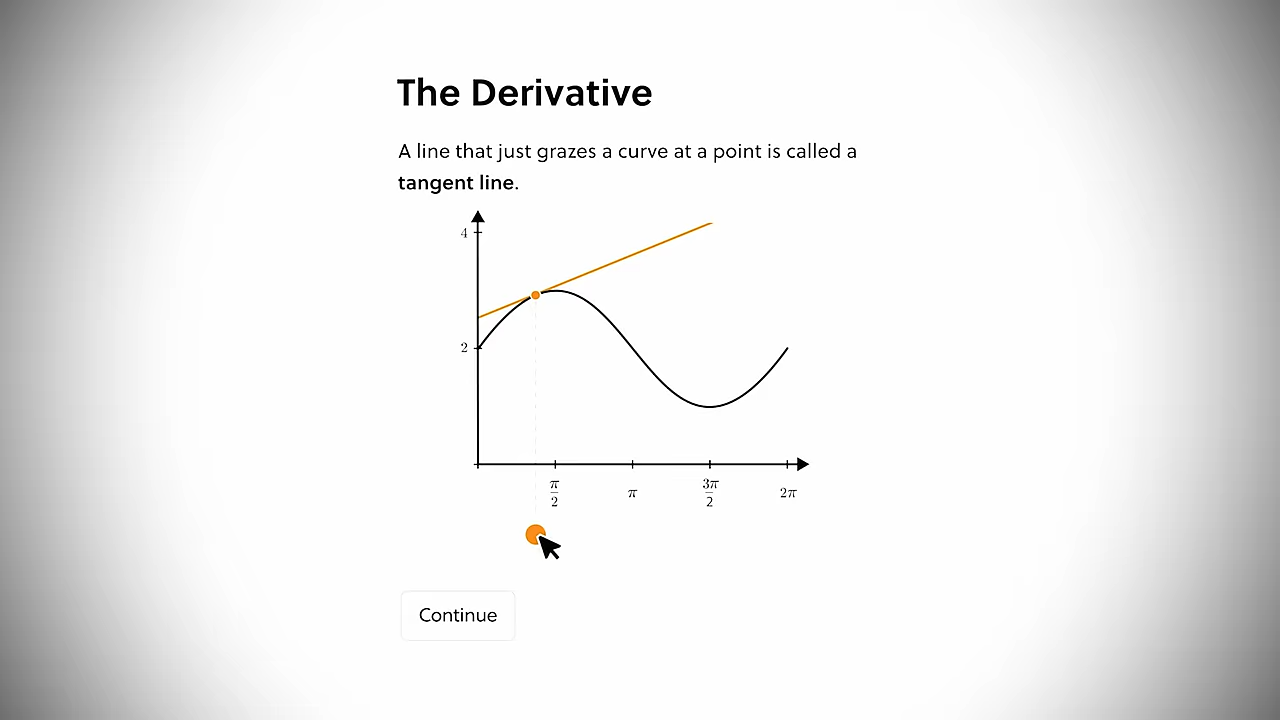 The Derivative
A line that just grazes a curve at a point is called a
tangent line.
4
2
π/2 π 3π/2 2π
Continue